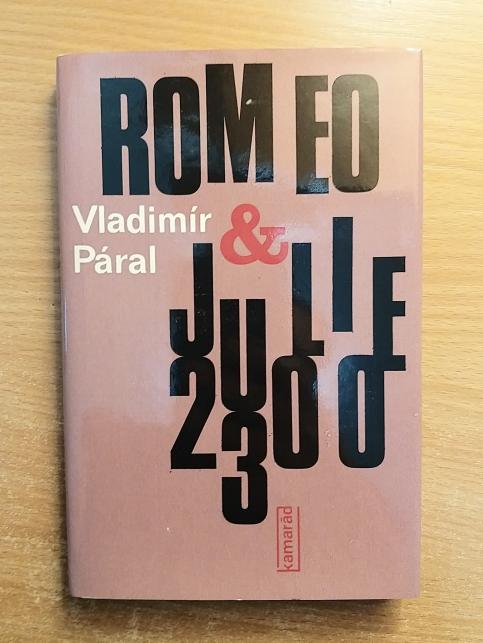 ROMEO
Vladimír
Páral
&
JULIE
2300
kamarád